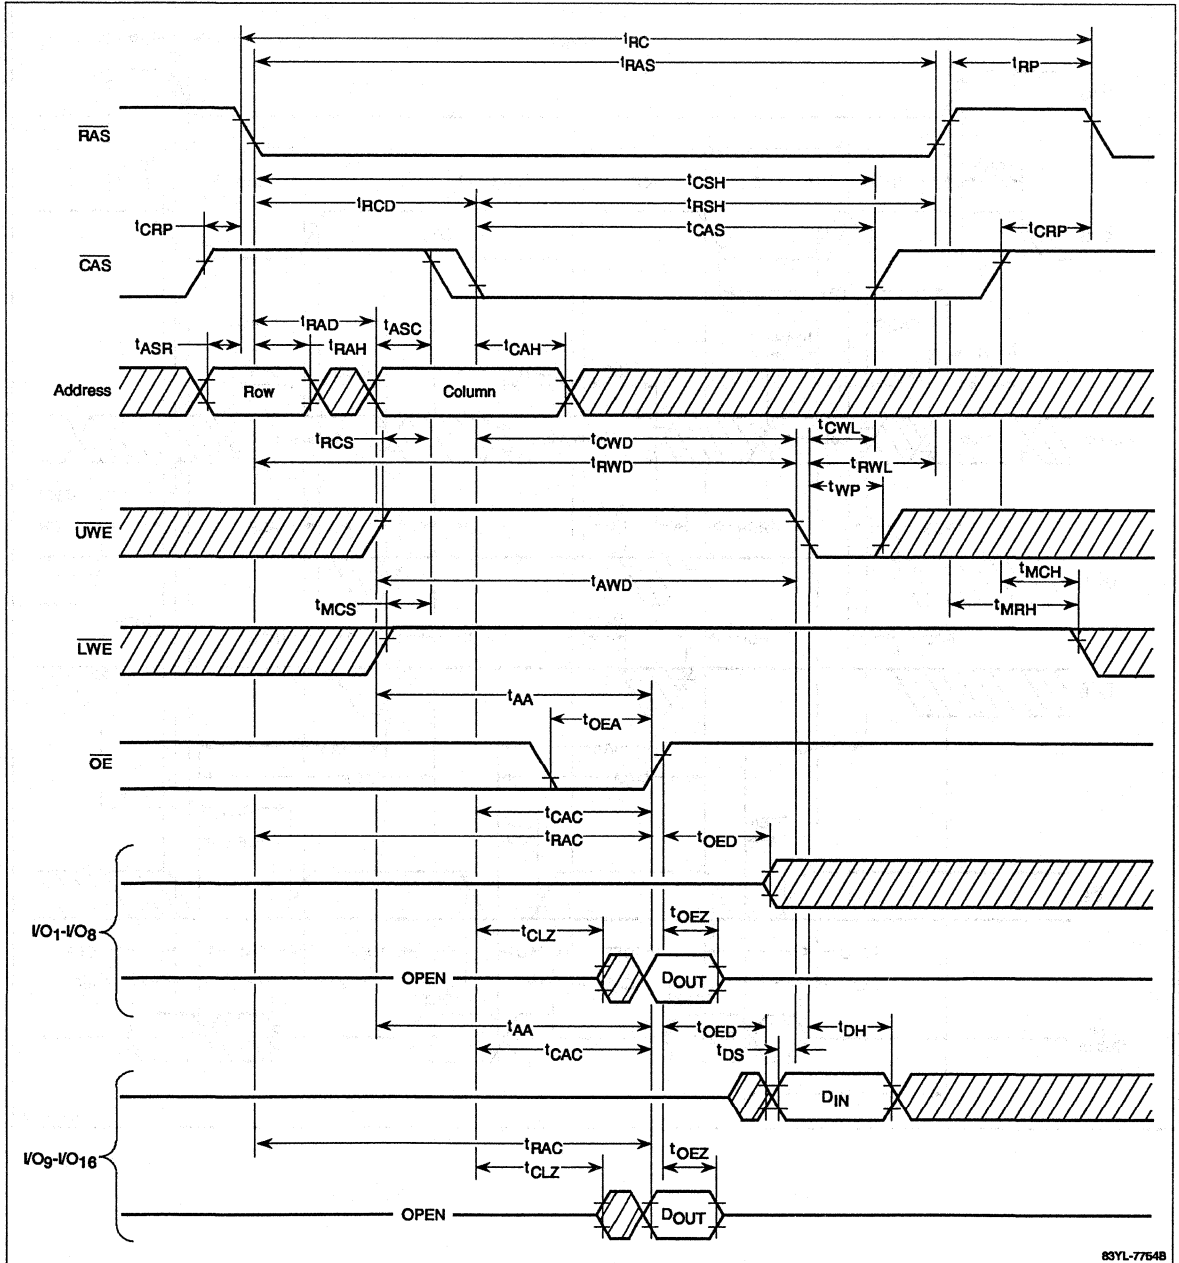 tRC
tRAS
tRP
RAS
tCSH
tRCD
tRSH
tCRP
tCAS
tCRP
CAS
tRAD
tASC
tASR
tRAH
tCAH
Address
Row
Column
tCWL
tRCS
tCWD
tRWD
tRWL
tWP
UWE
tMCH
tAWD
tMCS
tMRH
LWE
tAA
tOEA
OE
tCAC
tRAC
tOED
tOEZ
I/O1-I/O8
tCLZ
OPEN
DOUT
tAA
tOED
tDH
tCAC
tDS
DIN
tRAC
tOEZ
I/O9-I/O16
tCLZ
OPEN
DOUT
83YL-7754B